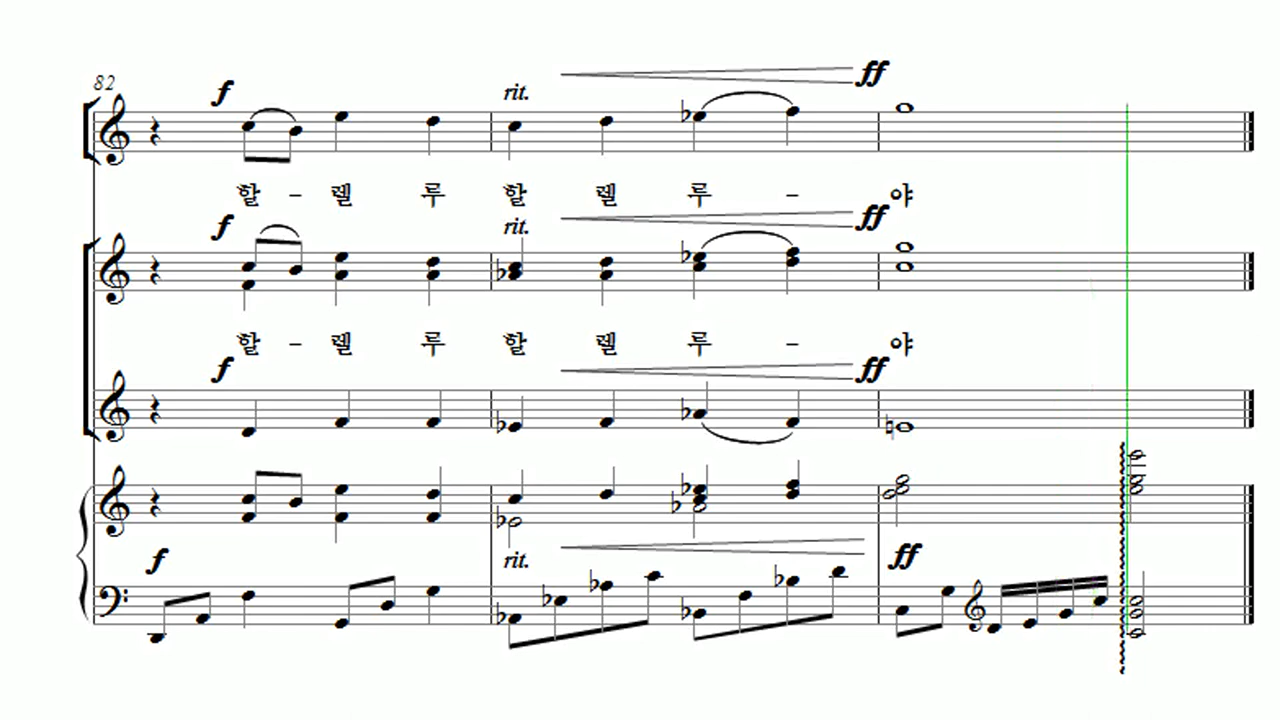 82
f
rit.
ff
할 - 렐 루 할 렐 루 - 야
f
rit.
ff
할 - 렐 루 할 렐 루 - 야
f
ff
f
rit.
ff